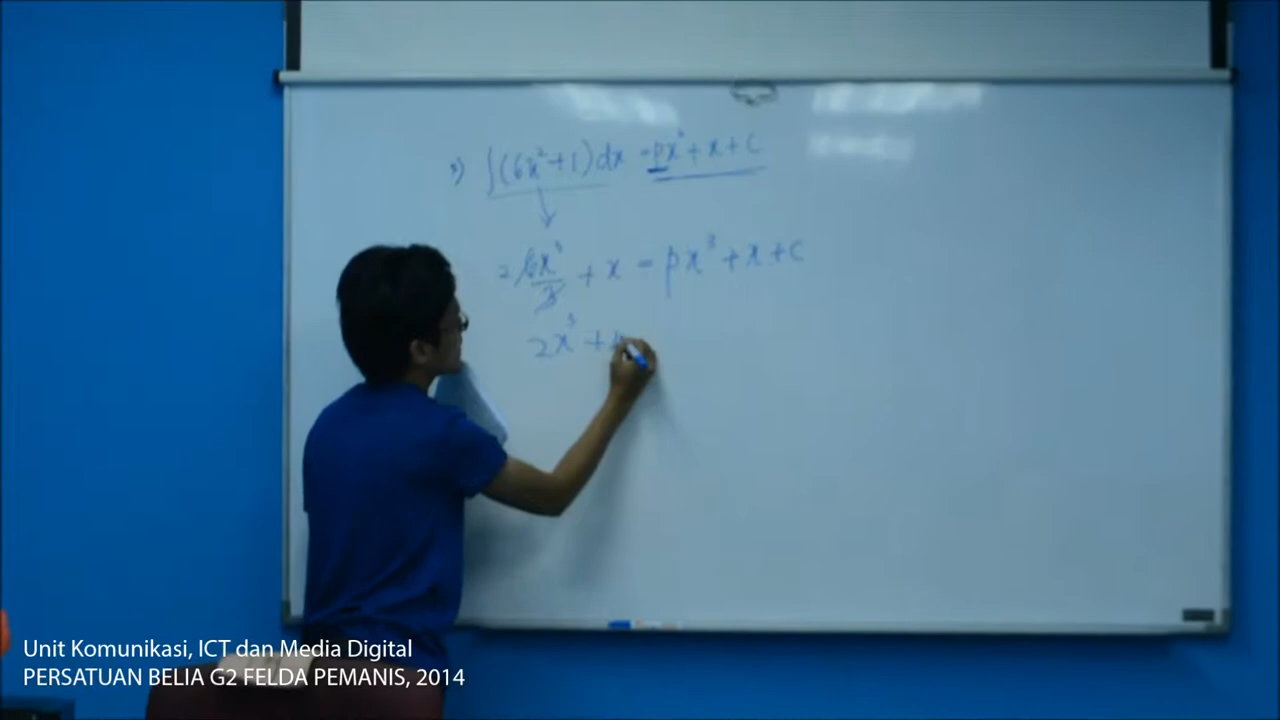 ∫(6x²+1)dx = px³+x+c
2 6x³/3 + x = px³ + x + c
2x³ +
Unit Komunikasi, ICT dan Media Digital
PERSATUAN BELIA G2 FELDA PEMANIS, 2014